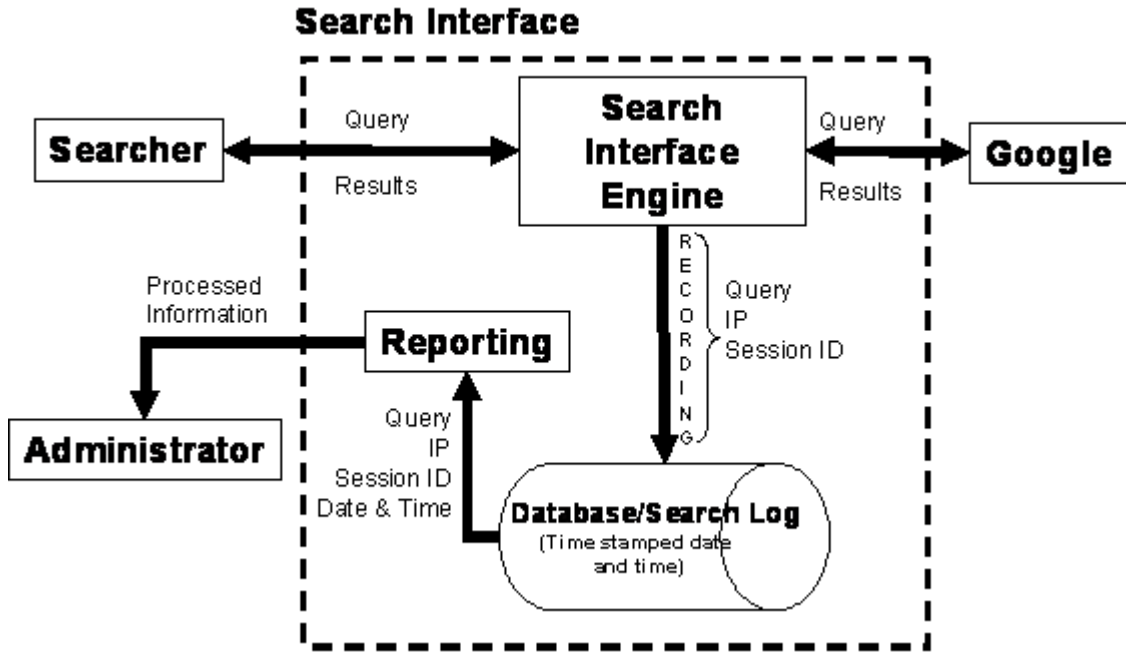 Search Interface
Searcher
Query
Results
Search
Interface
Engine
Query
Results
Google
RECORDING
Query
IP
Session ID
Processed
Information
Reporting
Administrator
Query
IP
Session ID
Date & Time
Database/Search Log
(Time stamped date
and time)